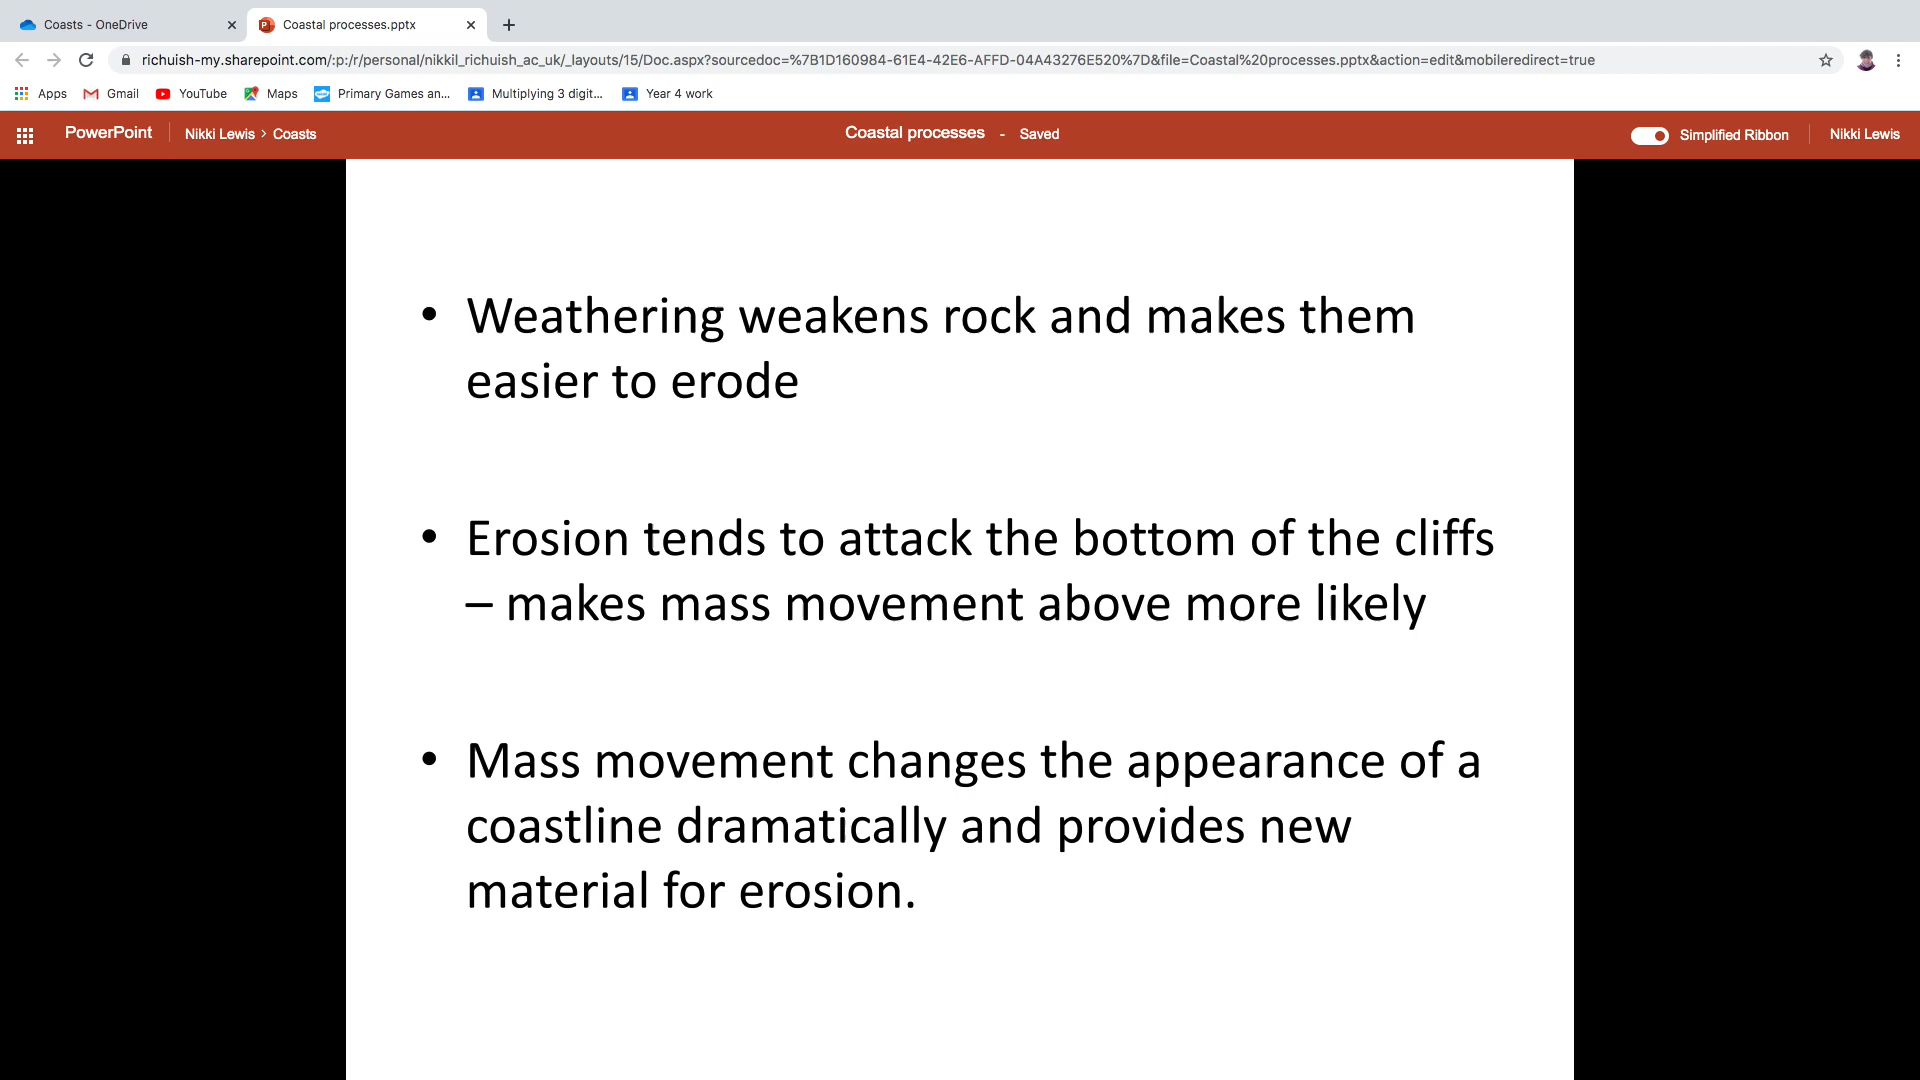 Coasts - OneDrive
Coastal processes.pptx
richuish-my.sharepoint.com/:p:/r/personal/nikkil_richuish_ac_uk/_layouts/15/Doc.aspx?sourcedoc=%7B1D160984-61E4-42E6-AFFD-04A43276E520%7D&file=Coastal%20processes.pptx&action=edit&mobileredirect=true
Apps Gmail YouTube Maps Primary Games an... Multiplying 3 digit... Year 4 work
PowerPoint Nikki Lewis > Coasts Coastal processes - Saved Simplified Ribbon Nikki Lewis
• Weathering weakens rock and makes them
easier to erode
• Erosion tends to attack the bottom of the cliffs
– makes mass movement above more likely
• Mass movement changes the appearance of a
coastline dramatically and provides new
material for erosion.